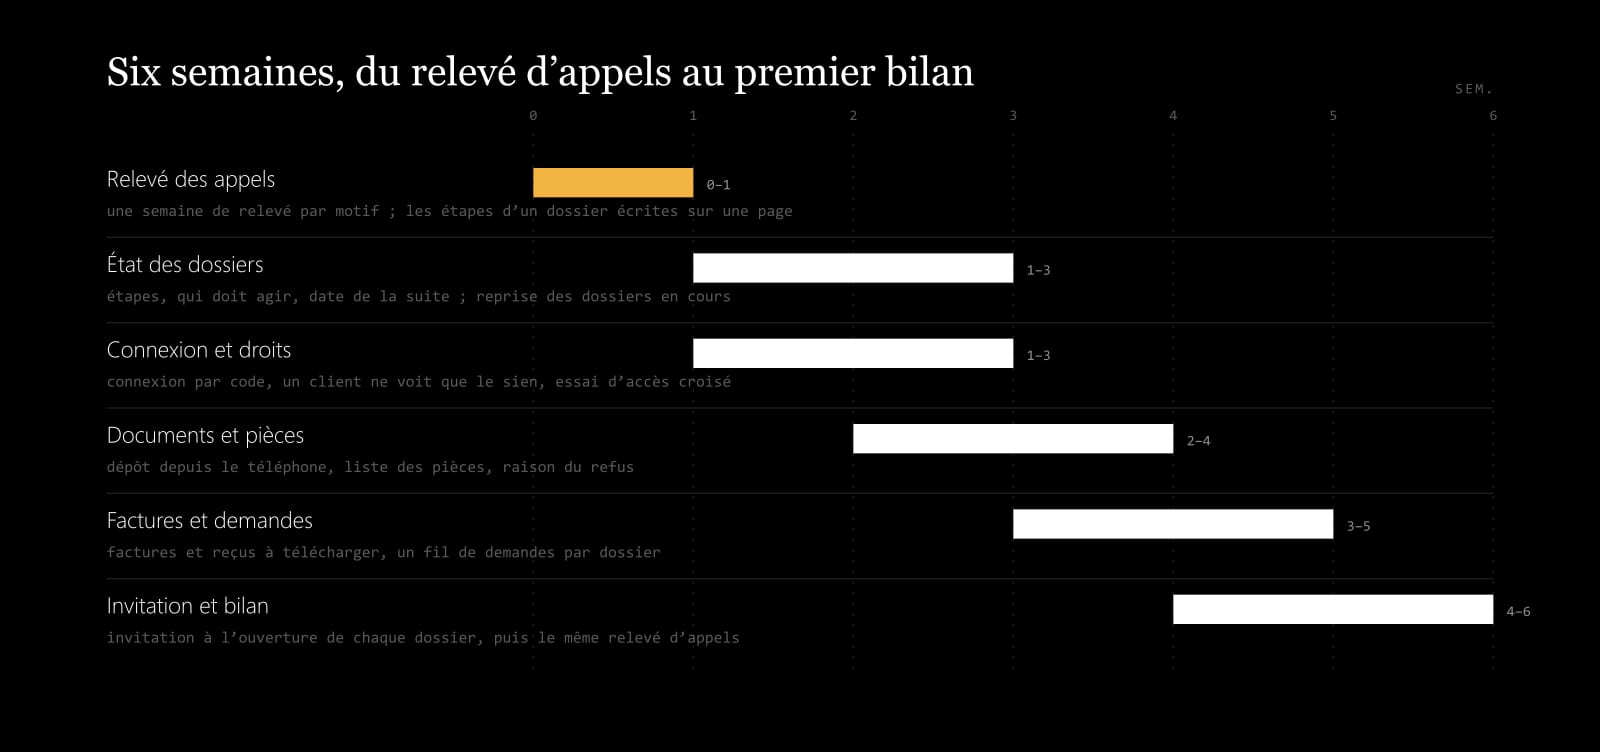 Six semaines, du relevé d’appels au premier bilan
SEM.
0 1 2 3 4 5 6
Relevé des appels
0–1
une semaine de relevé par motif ; les étapes d’un dossier écrites sur une page
État des dossiers
1–3
étapes, qui doit agir, date de la suite ; reprise des dossiers en cours
Connexion et droits
1–3
connexion par code, un client ne voit que le sien, essai d’accès croisé
Documents et pièces
2–4
dépôt depuis le téléphone, liste des pièces, raison du refus
Factures et demandes
3–5
factures et reçus à télécharger, un fil de demandes par dossier
Invitation et bilan
4–6
invitation à l’ouverture de chaque dossier, puis le même relevé d’appels